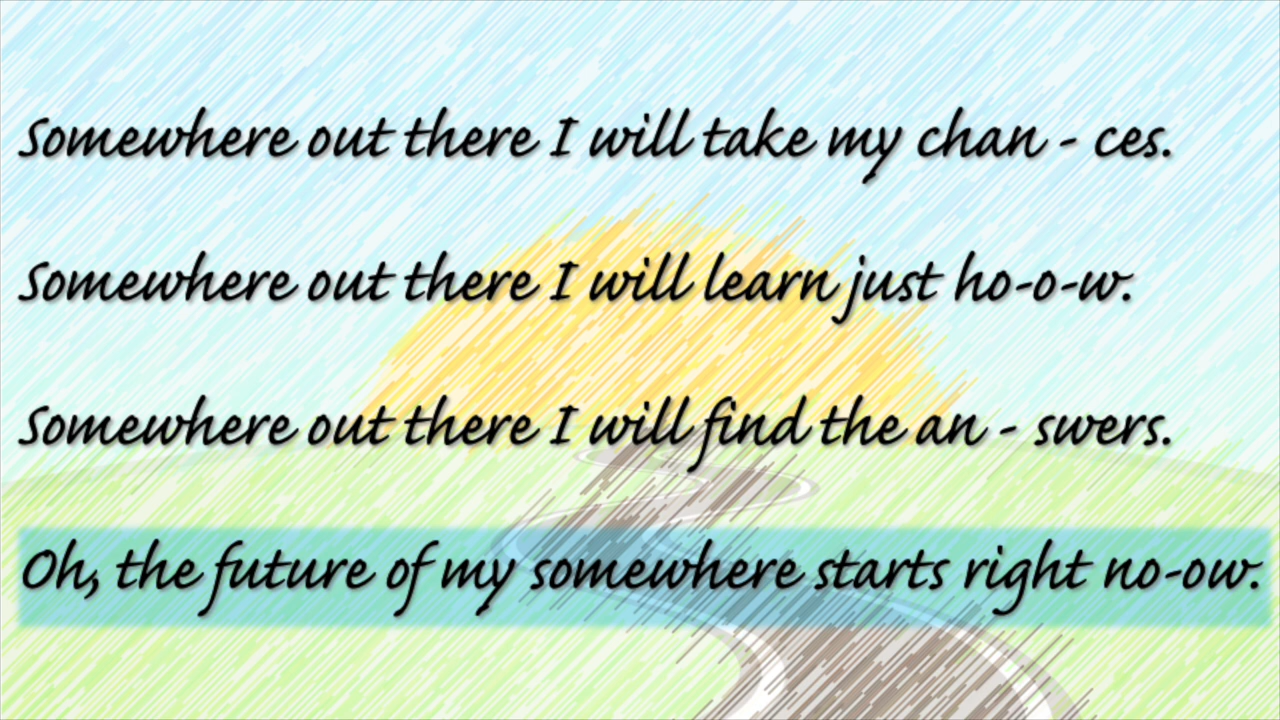 Somewhere out there I will take my chan - ces.
Somewhere out there I will learn just ho-o-w.
Somewhere out there I will find the an - swers.
Oh, the future of my somewhere starts right no-ow.